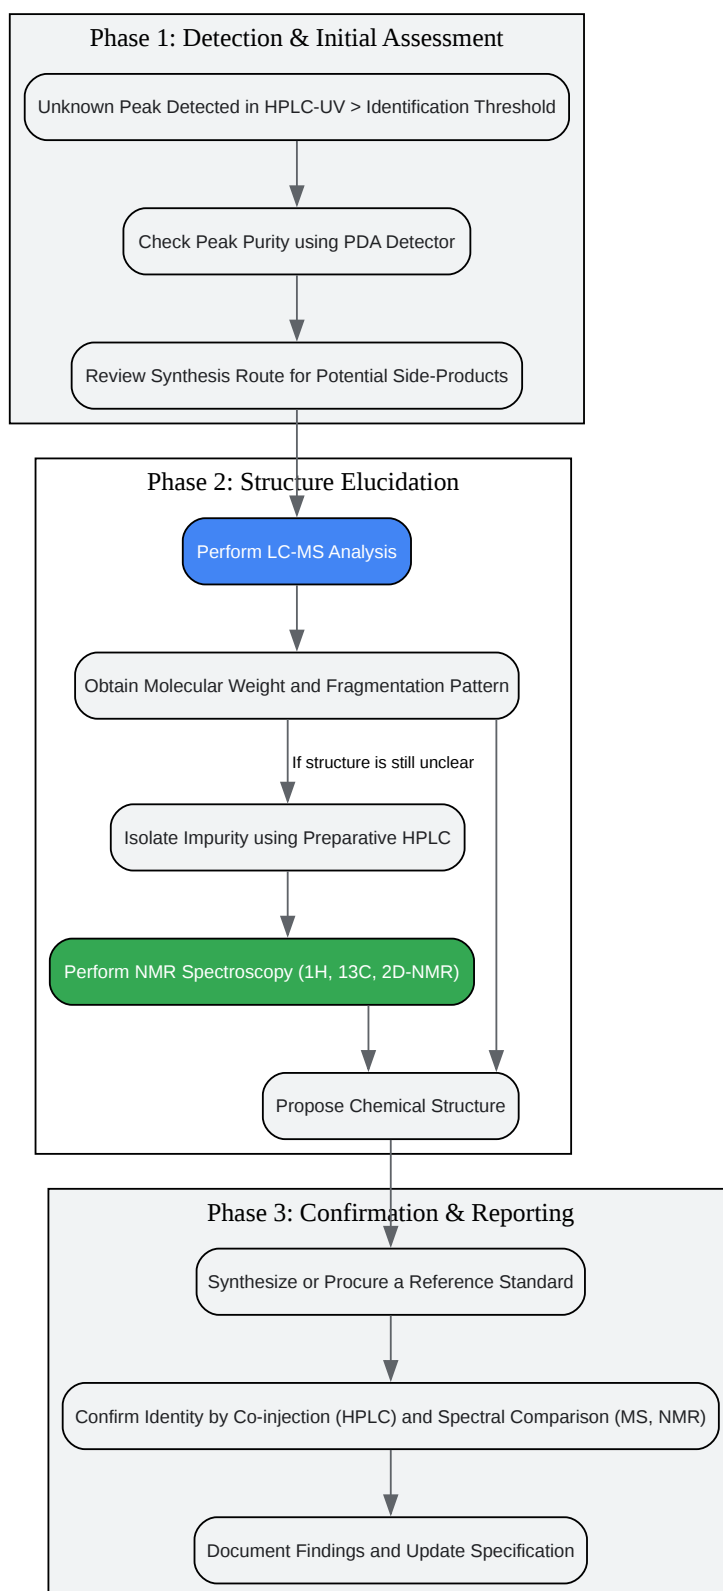 Phase 1: Detection & Initial Assessment
Unknown Peak Detected in HPLC-UV > Identification Threshold
Check Peak Purity using PDA Detector
Review Synthesis Route for Potential Side-Products
Phase 2: Structure Elucidation
Perform LC-MS Analysis
Obtain Molecular Weight and Fragmentation Pattern
If structure is still unclear
Isolate Impurity using Preparative HPLC
Perform NMR Spectroscopy (1H, 13C, 2D-NMR)
Propose Chemical Structure
Phase 3: Confirmation & Reporting
Synthesize or Procure a Reference Standard
Confirm Identity by Co-injection (HPLC) and Spectral Comparison (MS, NMR)
Document Findings and Update Specification